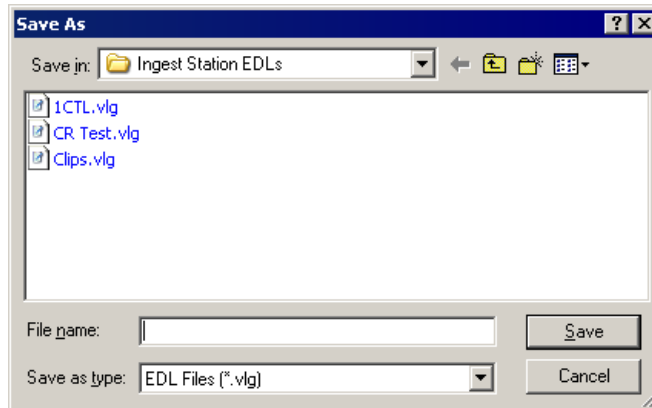 Save As
Save in: Ingest Station EDLs
1CTL.vlg
CR Test.vlg
Clips.vlg
File name: Save
Save as type: EDL Files (*.vlg) Cancel